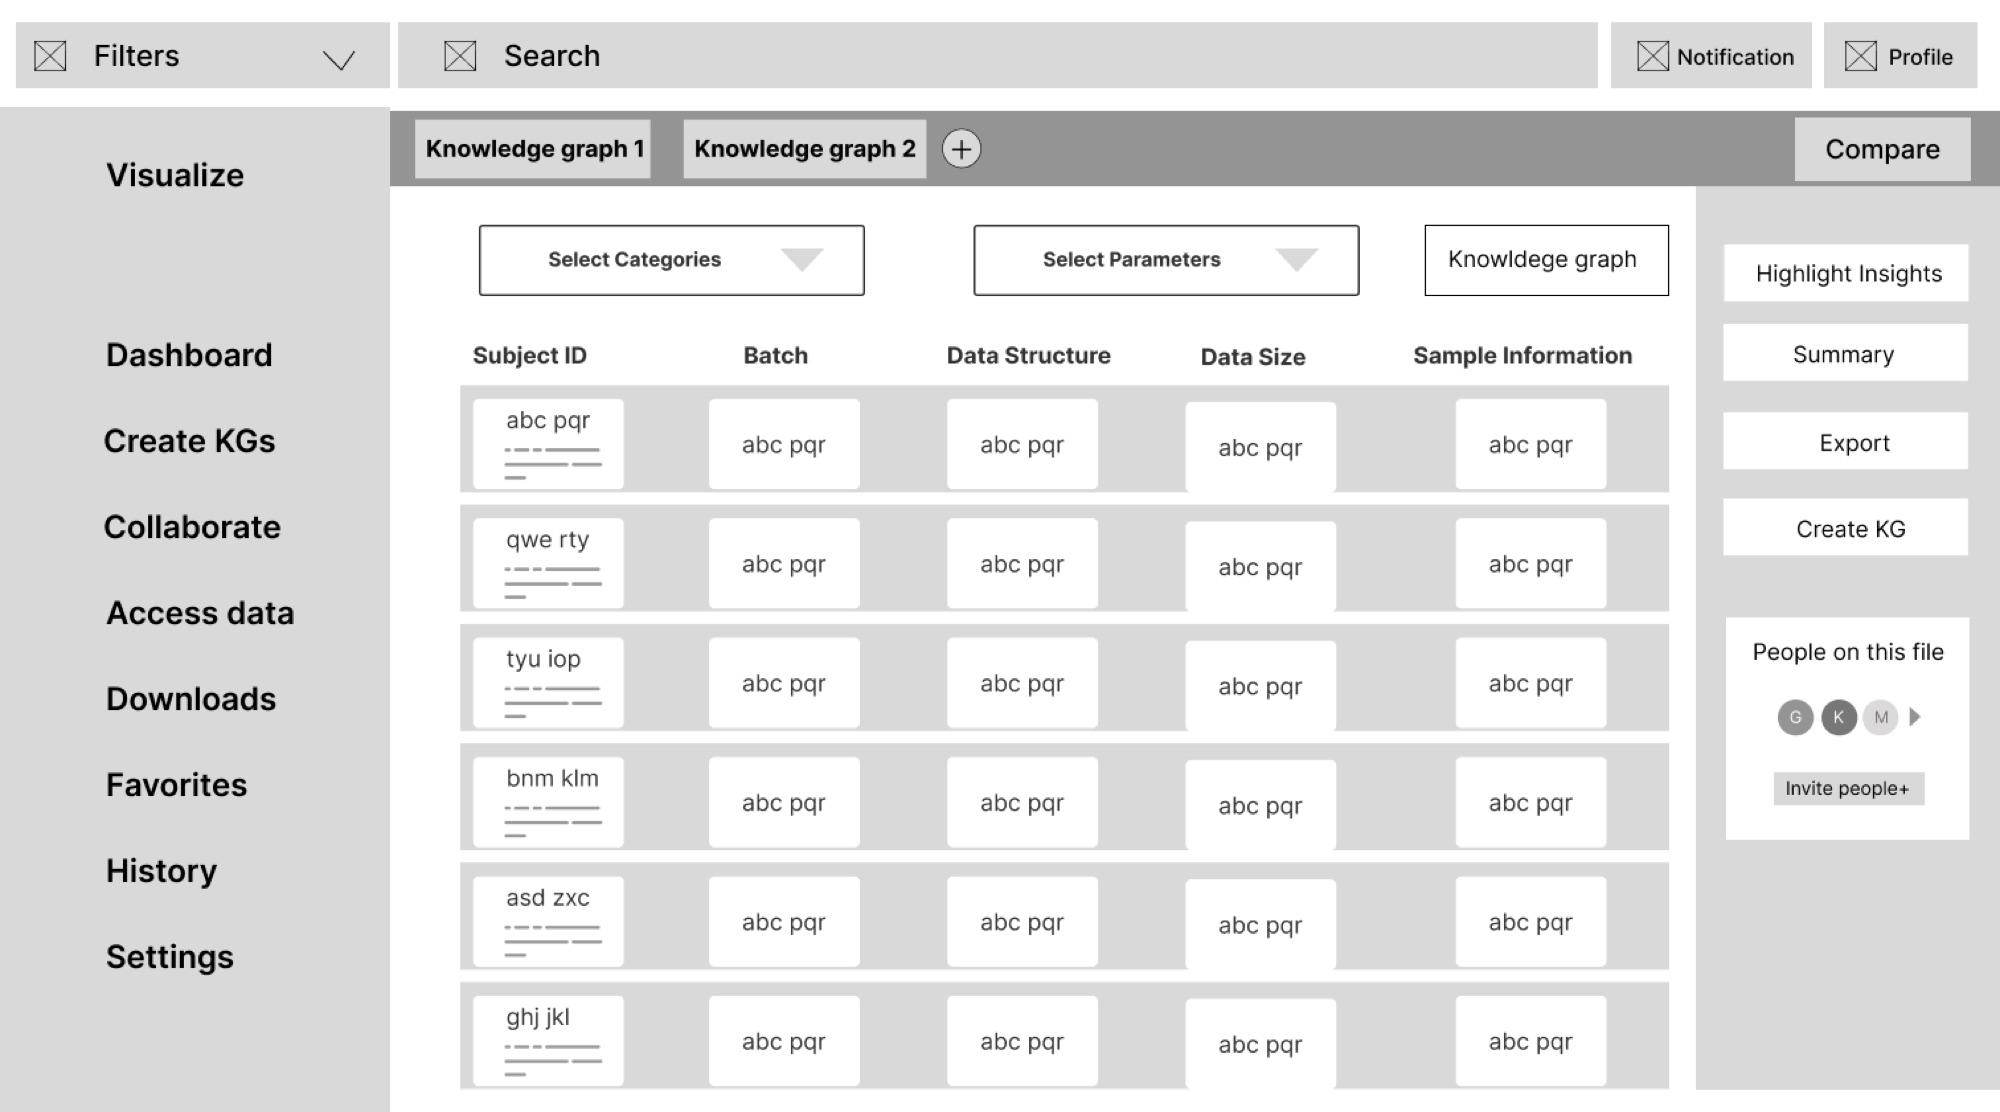 Filters
Search
Notification
Profile
Visualize
Dashboard
Create KGs
Collaborate
Access data
Downloads
Favorites
History
Settings
Knowledge graph 1
Knowledge graph 2
+
Compare
Select Categories
Select Parameters
Knowldege graph
Subject ID Batch Data Structure Data Size Sample Information
abc pqr abc pqr abc pqr abc pqr abc pqr
qwe rty abc pqr abc pqr abc pqr abc pqr
tyu iop abc pqr abc pqr abc pqr abc pqr
bnm klm abc pqr abc pqr abc pqr abc pqr
asd zxc abc pqr abc pqr abc pqr abc pqr
ghj jkl abc pqr abc pqr abc pqr abc pqr
Highlight Insights
Summary
Export
Create KG
People on this file
G K M
Invite people+